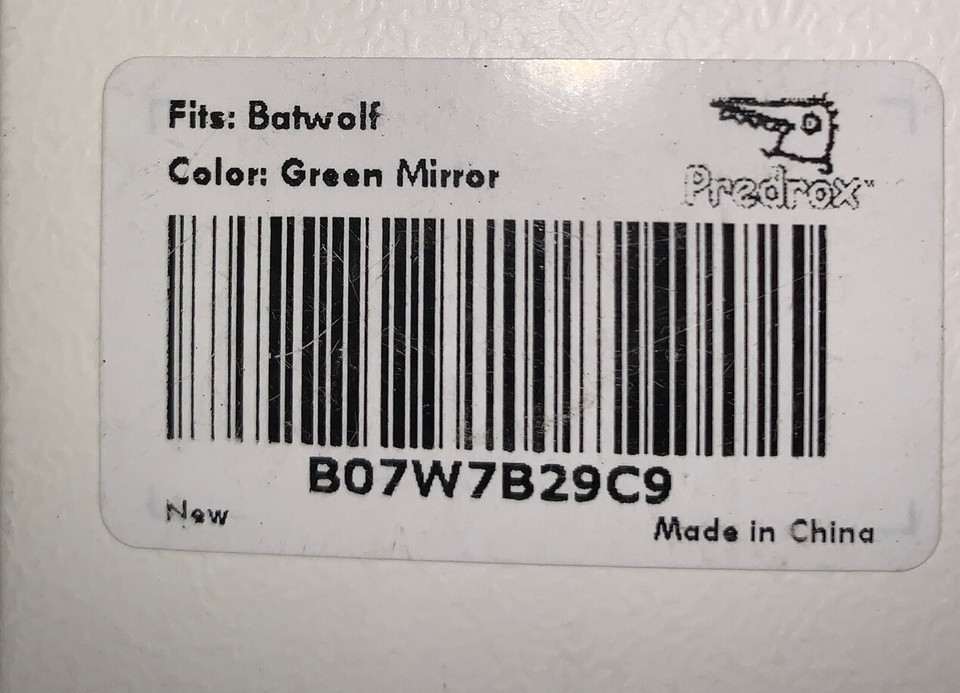 Fits: Batwolf
Color: Green Mirror
Predrox™
B07W7B29C9
New
Made in China